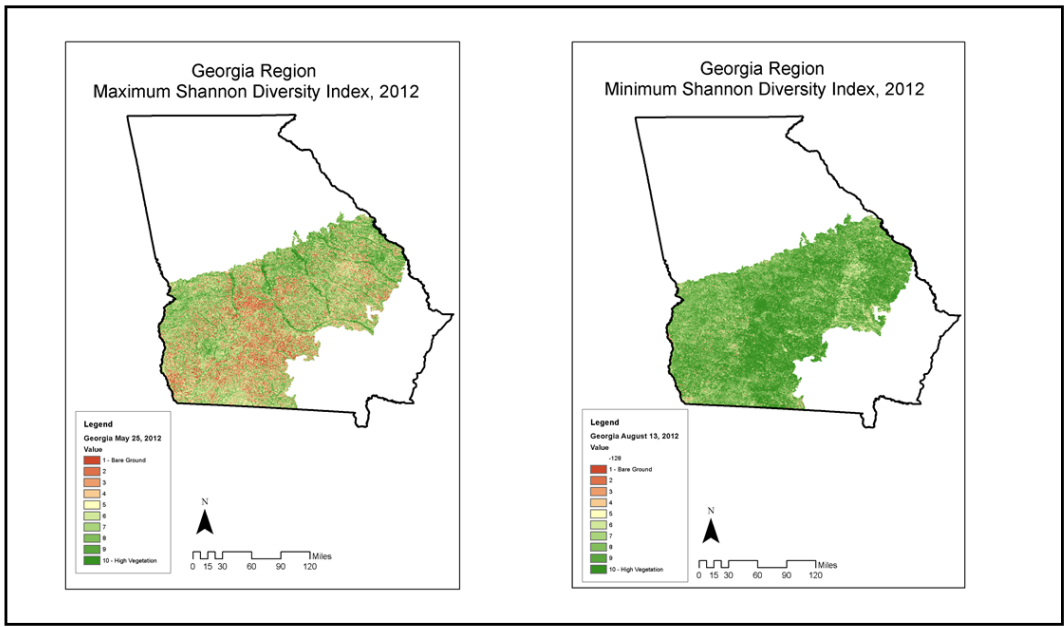 Georgia Region
Maximum Shannon Diversity Index, 2012
Legend
Georgia May 25, 2012
Value
1 - Bare Ground
2
3
4
5
6
7
8
9
10 - High Vegetation
N
Miles
0 15 30 60 90 120
Georgia Region
Minimum Shannon Diversity Index, 2012
Legend
Georgia August 13, 2012
Value
-128
1 - Bare Ground
2
3
4
5
6
7
8
9
10 - High Vegetation
N
Miles
0 15 30 60 90 120